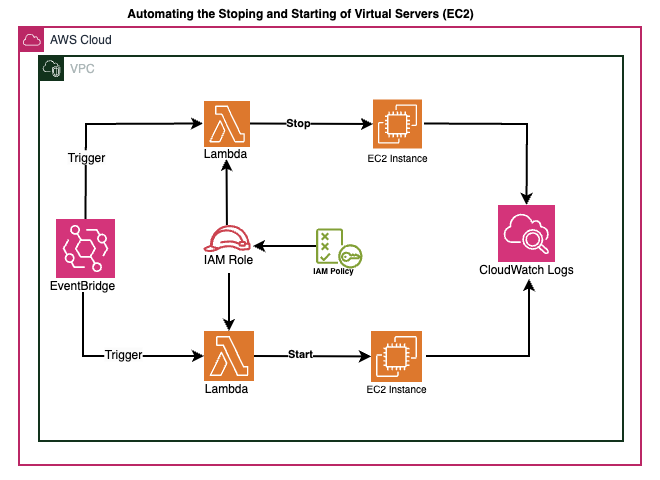 Automating the Stoping and Starting of Virtual Servers (EC2)
AWS Cloud
VPC
Trigger
Lambda
Stop
EC2 Instance
EventBridge
IAM Role
IAM Policy
CloudWatch Logs
Trigger
Lambda
Start
EC2 Instance